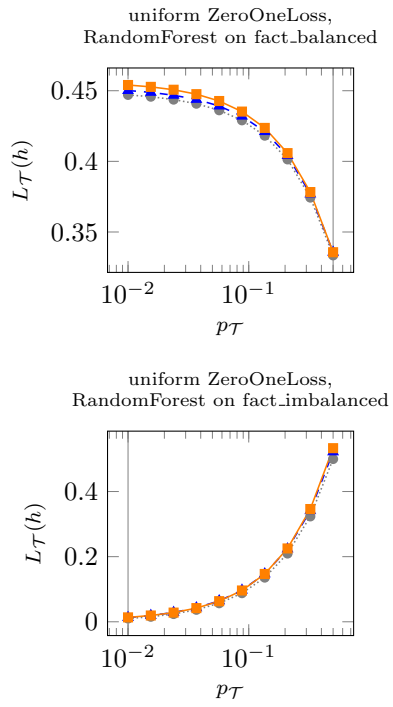 uniform ZeroOneLoss,
RandomForest on fact_balanced
0.45
0.4
0.35
L_𝒯(h)
10^−2
10^−1
p_𝒯
uniform ZeroOneLoss,
RandomForest on fact_imbalanced
0.4
0.2
0
L_𝒯(h)
10^−2
10^−1
p_𝒯